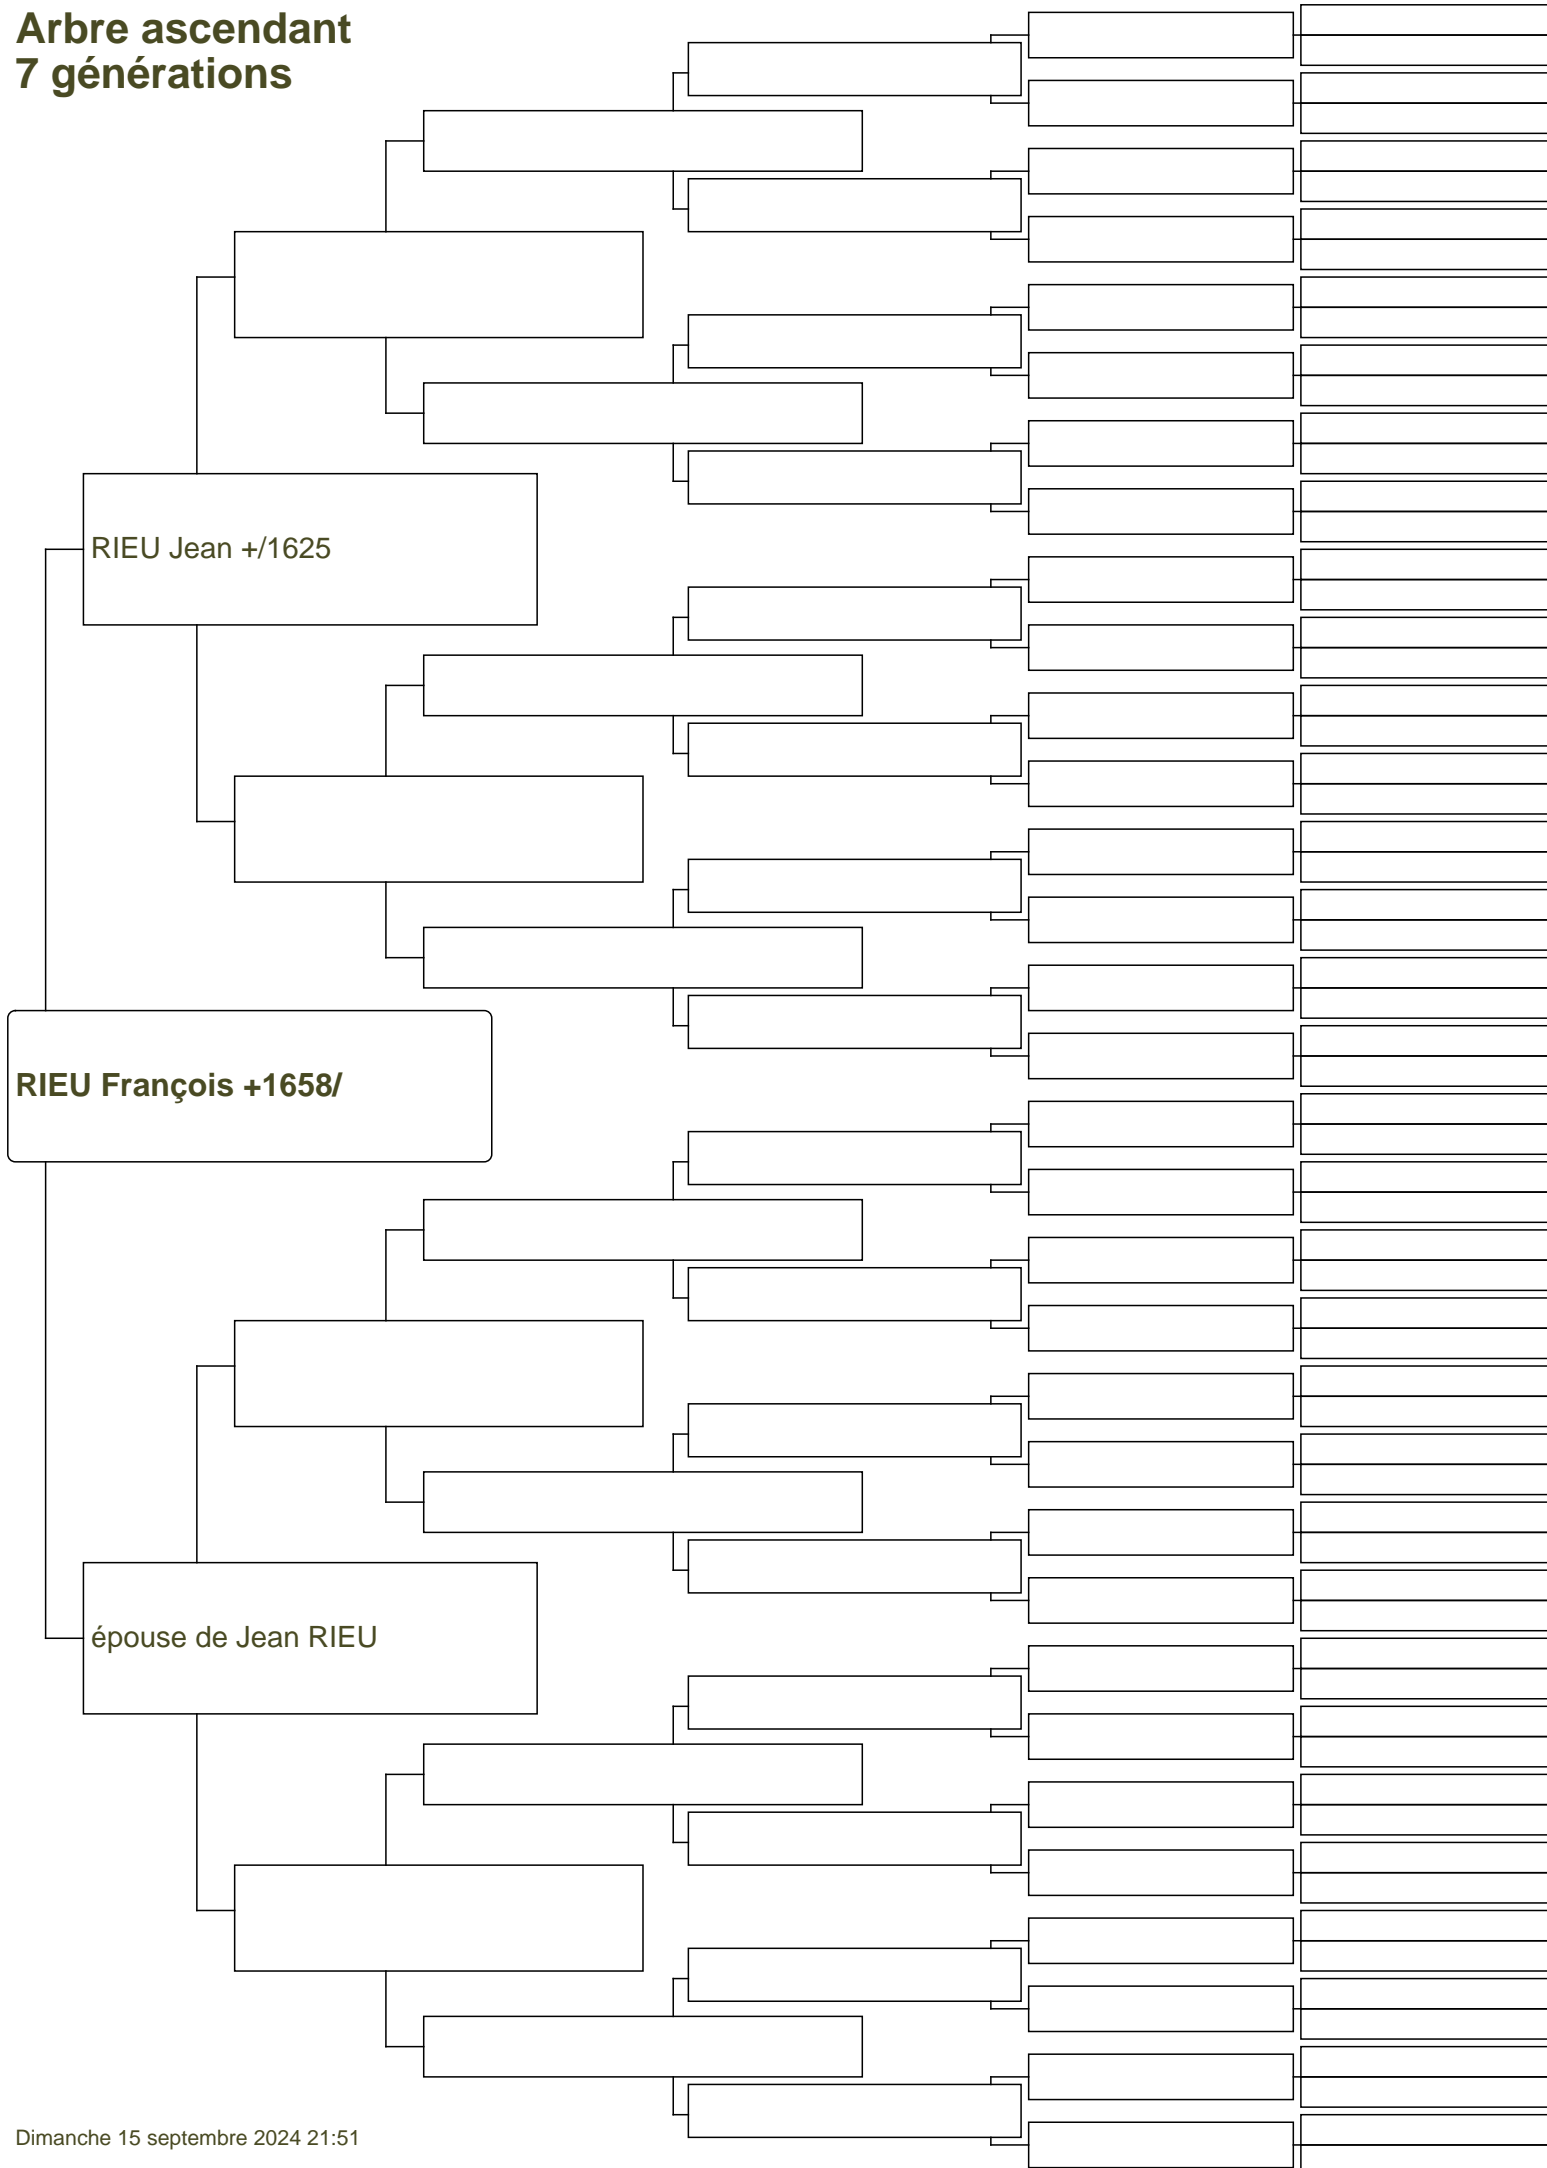 Arbre ascendant
7 générations
RIEU Jean +/1625
RIEU François +1658/
épouse de Jean RIEU
Dimanche 15 septembre 2024 21:51